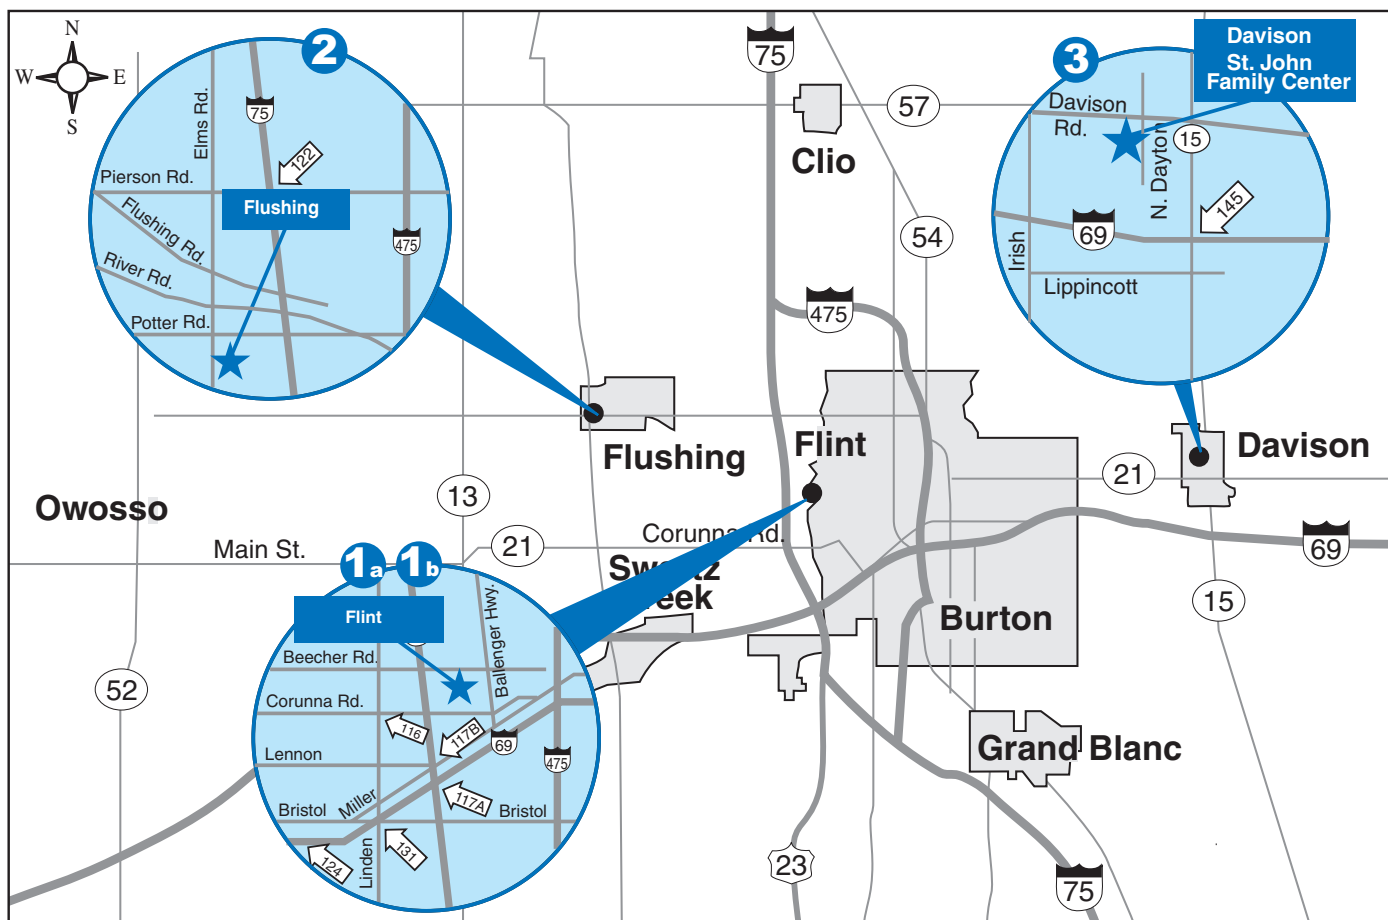 N
W
E
S
2
75
Elms Rd.
122
Pierson Rd.
Flushing
Flushing Rd.
475
River Rd.
Potter Rd.
75
Clio
57
54
475
3
Davison
St. John
Family Center
Davison
Rd.
N. Dayton
15
145
69
Irish
Lippincott
Flushing
Flint
Davison
21
Owosso
13
21
Main St.
Corunna Rd.
69
Burton
15
52
Grand Blanc
23
75
1a
1b
Flint
Ballenger Hwy.
Beecher Rd.
Corunna Rd.
116
117B
69
475
Lennon
Miller
117A
Bristol
Bristol
Linden
131
124